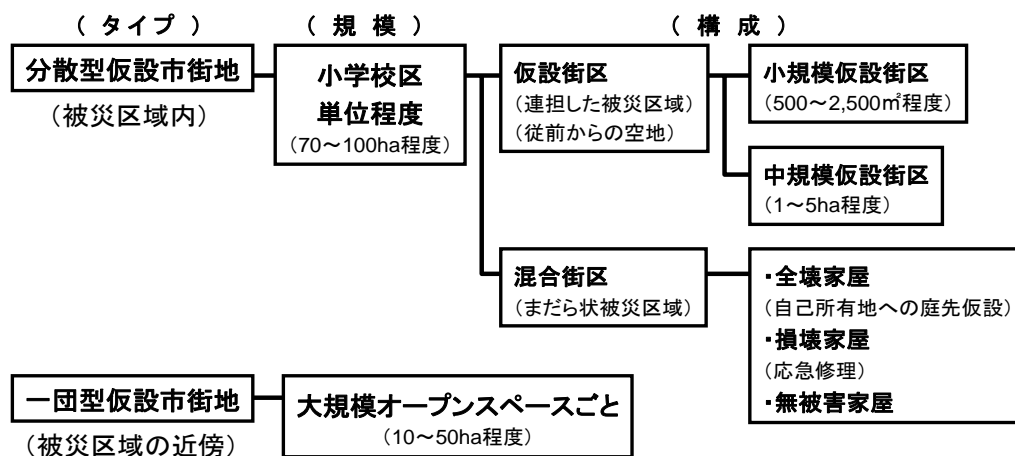 ( タイプ )
( 規 模 )
( 構 成 )
分散型仮設市街地
(被災区域内)
小学校区
単位程度
(70～100ha程度)
仮設街区
(連担した被災区域)
(従前からの空地)
小規模仮設街区
(500～2,500㎡程度)
中規模仮設街区
(1～5ha程度)
混合街区
(まだら状被災区域)
・全壊家屋
(自己所有地への庭先仮設)
・損壊家屋
(応急修理)
・無被害家屋
一団型仮設市街地
(被災区域の近傍)
大規模オープンスペースごと
(10～50ha程度)